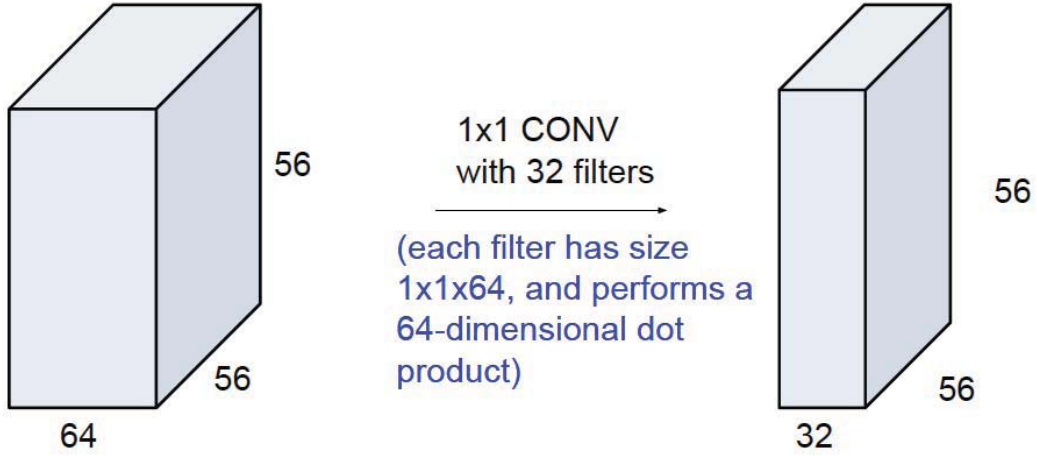 56
56
64
1x1 CONV
with 32 filters
(each filter has size
1x1x64, and performs a
64-dimensional dot
product)
56
56
32